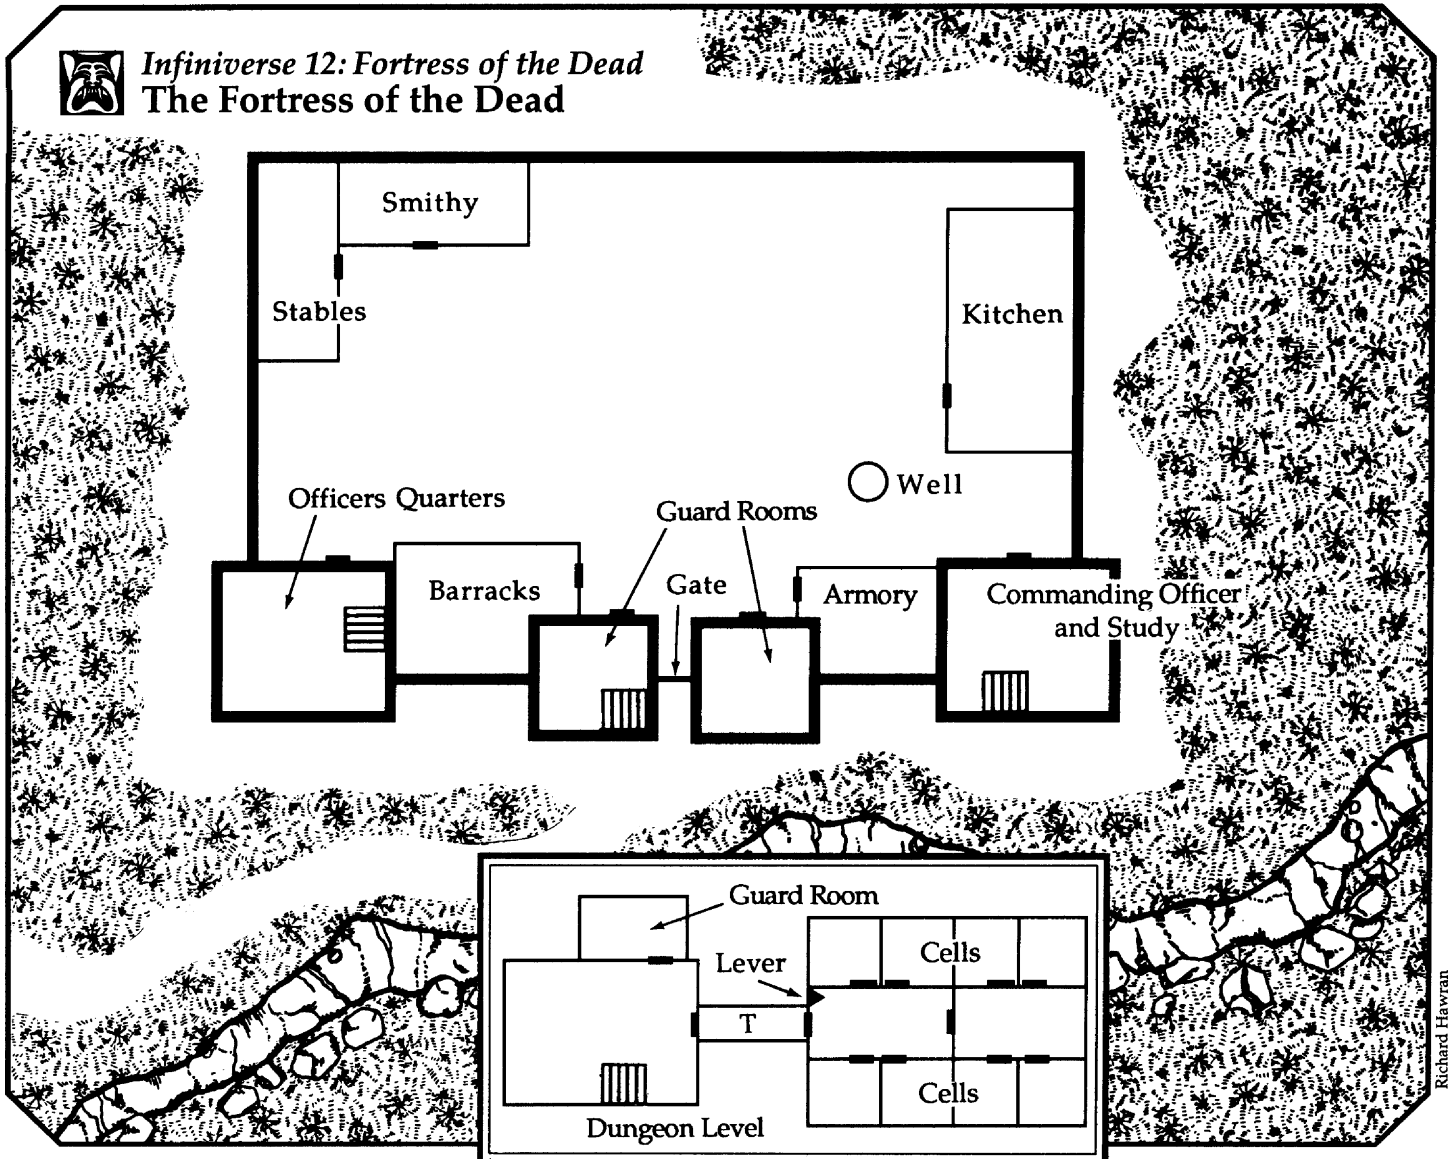 Infiniverse 12: Fortress of the Dead
The Fortress of the Dead
Smithy
Stables
Kitchen
Well
Officers Quarters
Guard Rooms
Gate
Barracks
Armory
Commanding Officer
and Study
Guard Room
Lever
Cells
T
Cells
Dungeon Level
Richard Hawran